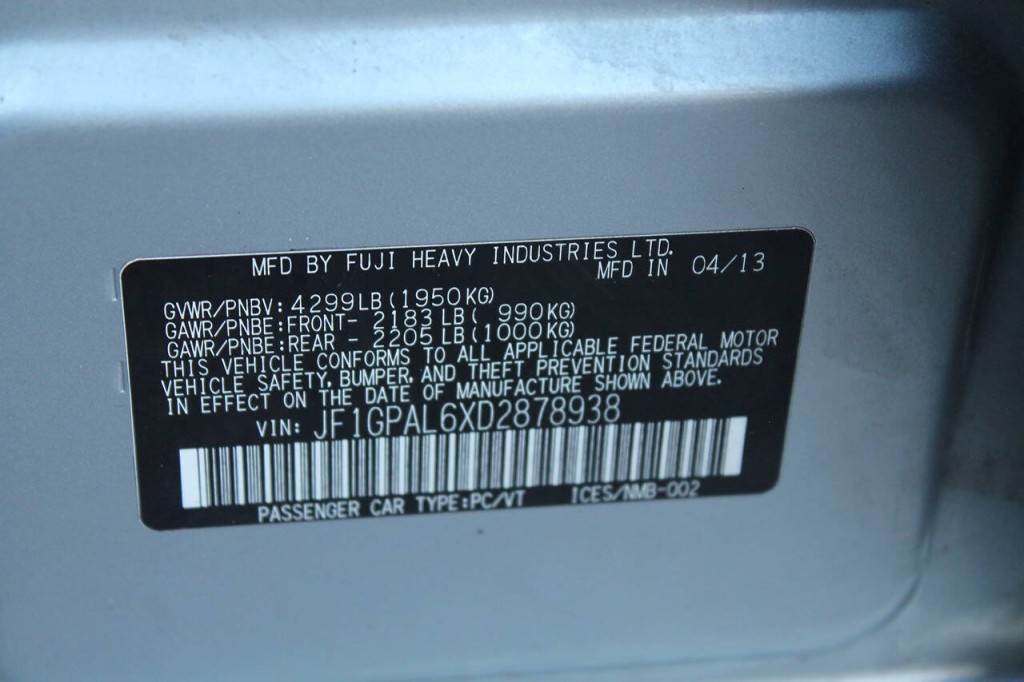 MFD BY FUJI HEAVY INDUSTRIES LTD.
MFD IN 04/13
GVWR/PNBV: 4299LB(1950KG)
GAWR/PNBE:FRONT- 2183LB( 990KG)
GAWR/PNBE:REAR - 2205LB(1000KG)
THIS VEHICLE CONFORMS TO ALL APPLICABLE FEDERAL MOTOR
VEHICLE SAFETY, BUMPER, AND THEFT PREVENTION STANDARDS
IN EFFECT ON THE DATE OF MANUFACTURE SHOWN ABOVE.
VIN: JF1GPAL6XD2878938
PASSENGER CAR TYPE:PC/VT ICES/NMB-002